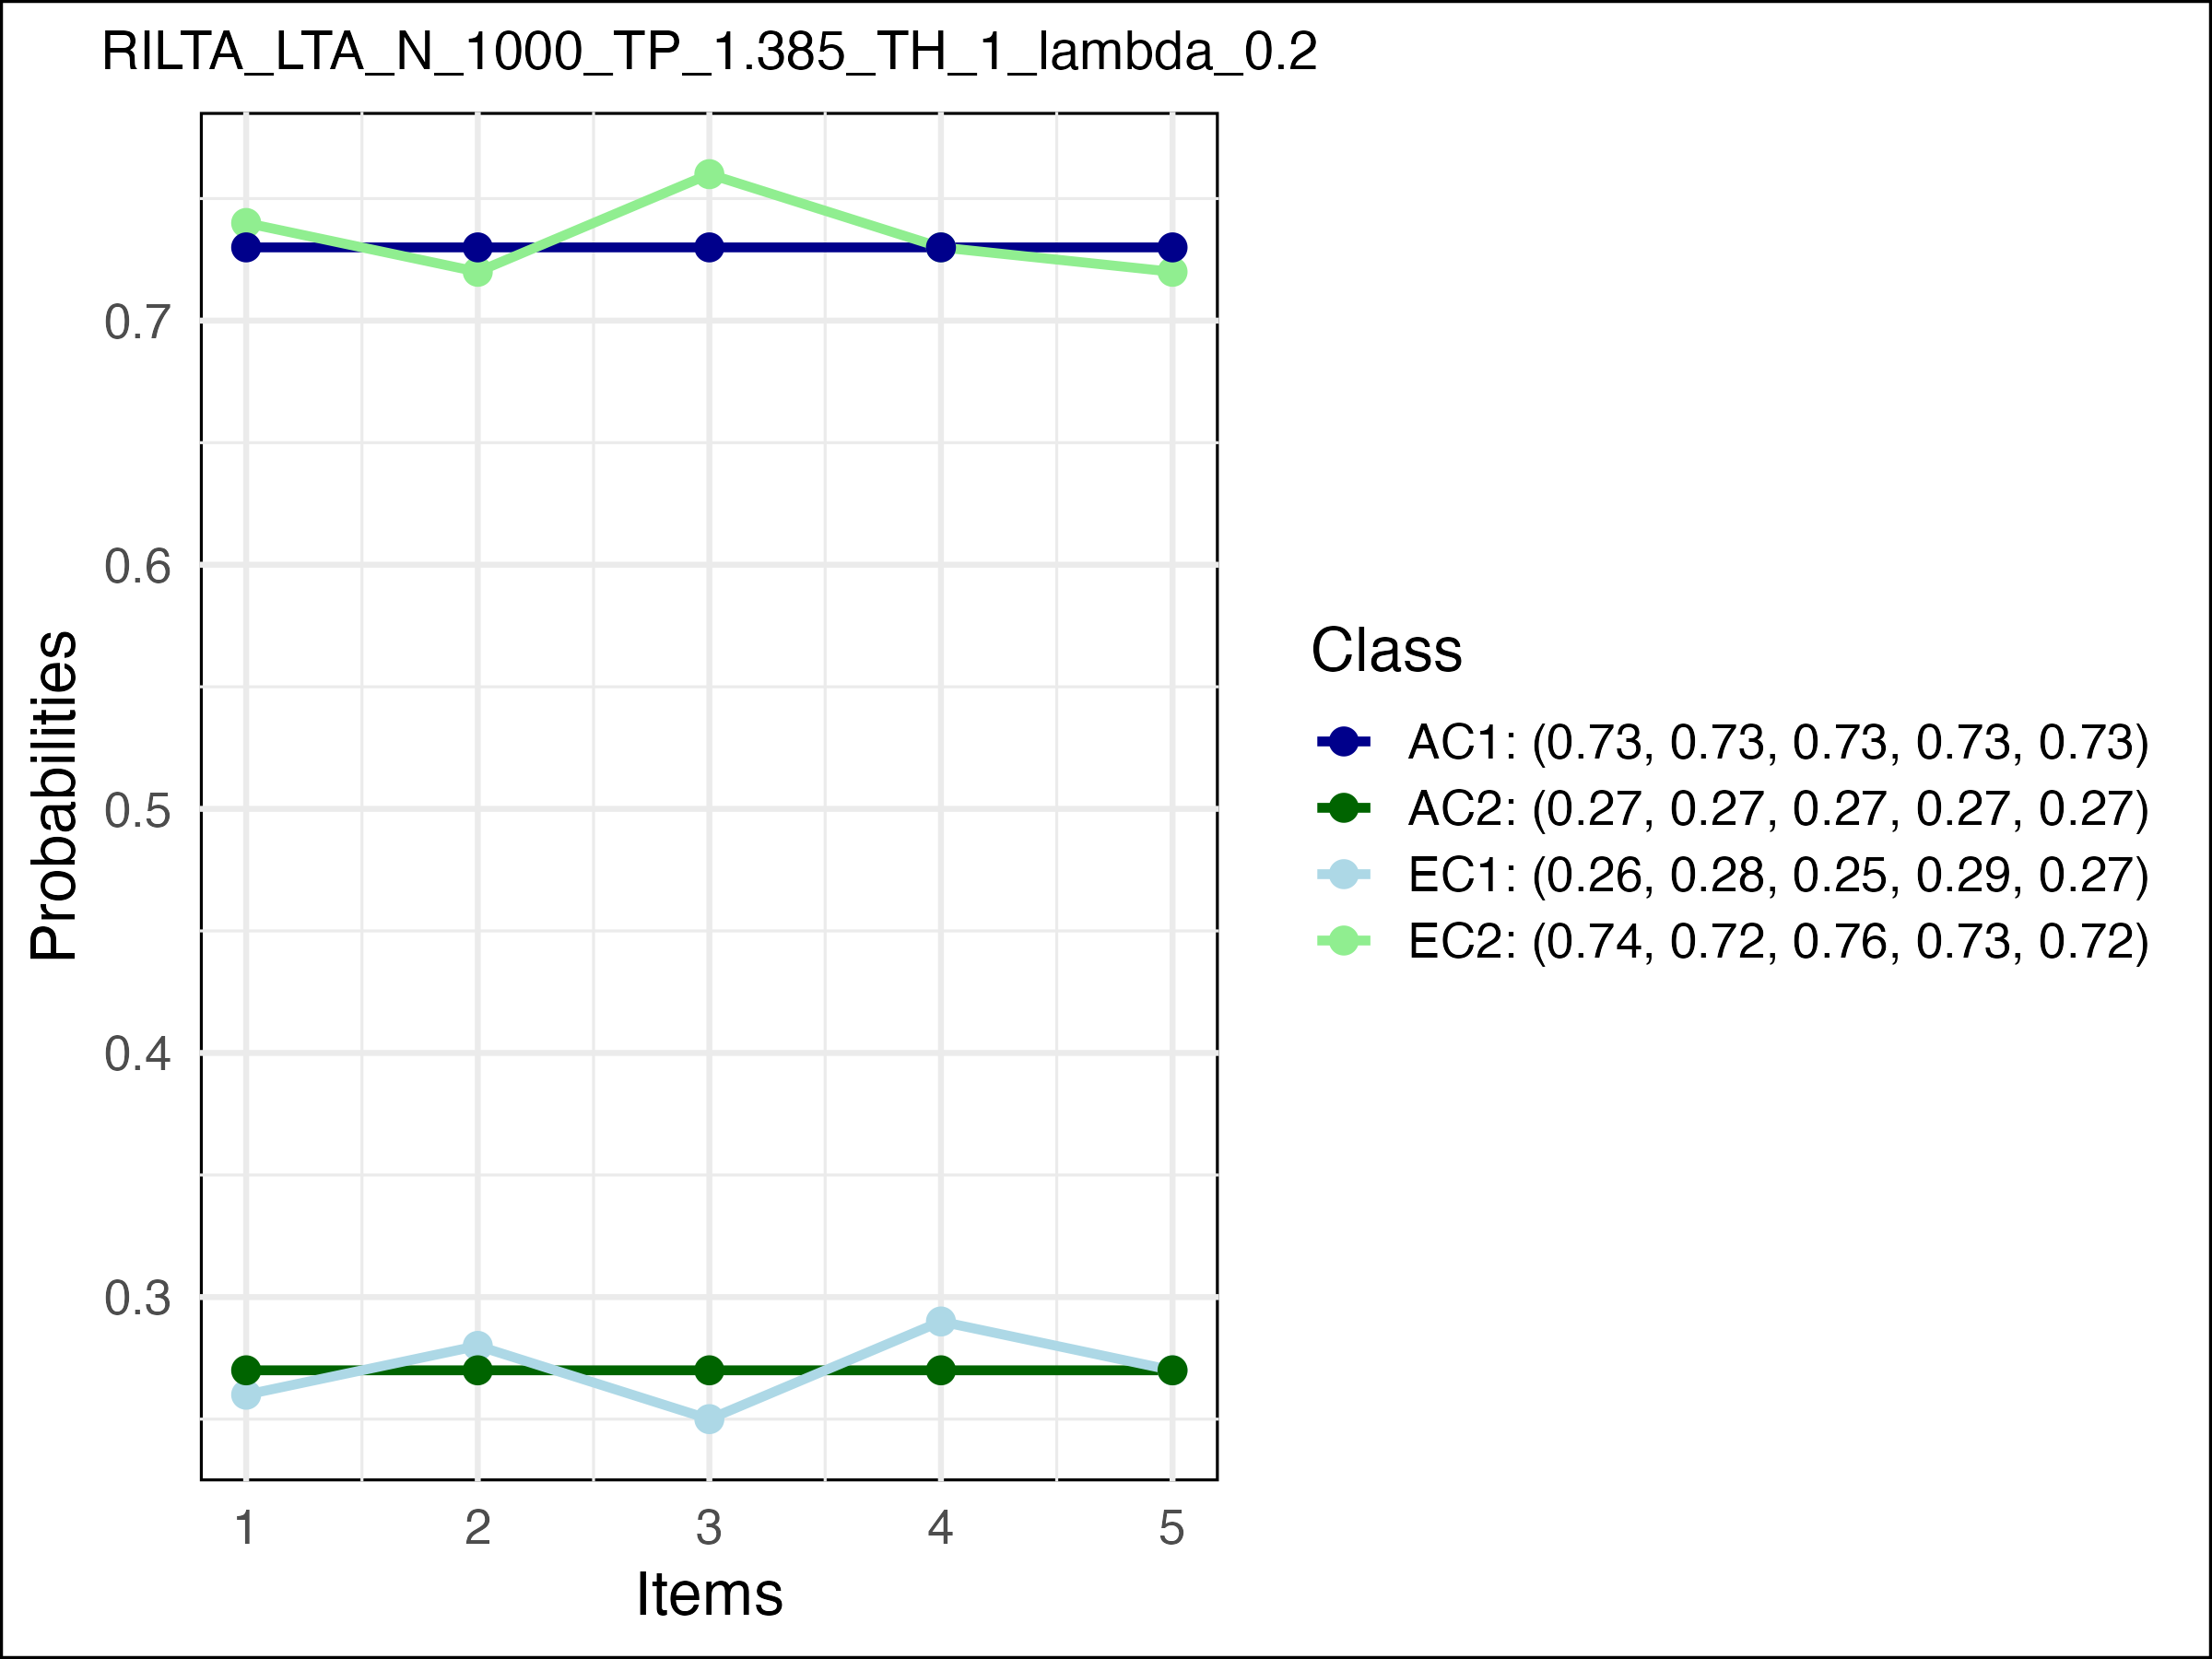 RILTA_LTA_N_1000_TP_1.385_TH_1_lambda_0.2
Probabilities
0.7
0.6
0.5
0.4
0.3
1 2 3 4 5
Items
Class
AC1: (0.73, 0.73, 0.73, 0.73, 0.73)
AC2: (0.27, 0.27, 0.27, 0.27, 0.27)
EC1: (0.26, 0.28, 0.25, 0.29, 0.27)
EC2: (0.74, 0.72, 0.76, 0.73, 0.72)